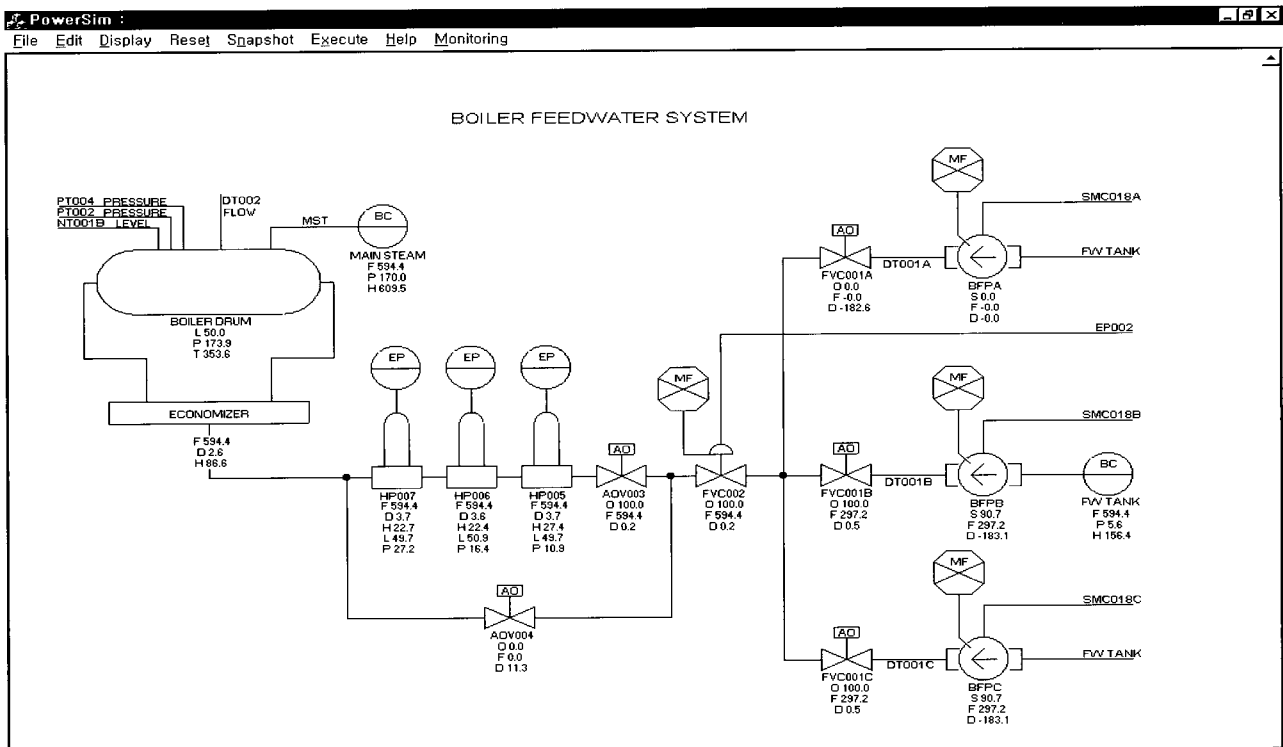 PowerSim :
File Edit Display Reset Snapshot Execute Help Monitoring
BOILER FEEDWATER SYSTEM
PT004 PRESSURE
PT002 PRESSURE
NT001B LEVEL
DT002
FLOW
MST
BC
MAIN STEAM
F 594.4
P 170.0
H 609.5
BOILER DRUM
L 50.0
P 173.9
T 353.6
ECONOMIZER
F 594.4
D 2.6
H 86.6
EP
HP007
F 594.4
D 3.7
H 22.7
L 49.7
P 27.2
EP
HP006
F 594.4
D 3.6
H 22.4
L 50.9
P 16.4
EP
HP005
F 594.4
D 3.7
H 27.4
L 49.7
P 10.9
AO
AOV003
O 100.0
F 594.4
D 0.2
AO
AOV004
O 0.0
F 0.0
D 11.3
MF
FVC002
O 100.0
F 594.4
D 0.2
EP002
AO
FVC001A
O 0.0
F -0.0
D -182.6
DT001A
MF
SMC018A
FW TANK
BFPA
S 0.0
F -0.0
D -0.0
AO
FVC001B
O 100.0
F 297.2
D 0.5
DT001B
MF
SMC018B
BFPB
S 90.7
F 297.2
D -183.1
BC
FW TANK
F 594.4
P 5.6
H 156.4
AO
FVC001C
O 100.0
F 297.2
D 0.5
DT001C
MF
SMC018C
FW TANK
BFPC
S 90.7
F 297.2
D -183.1